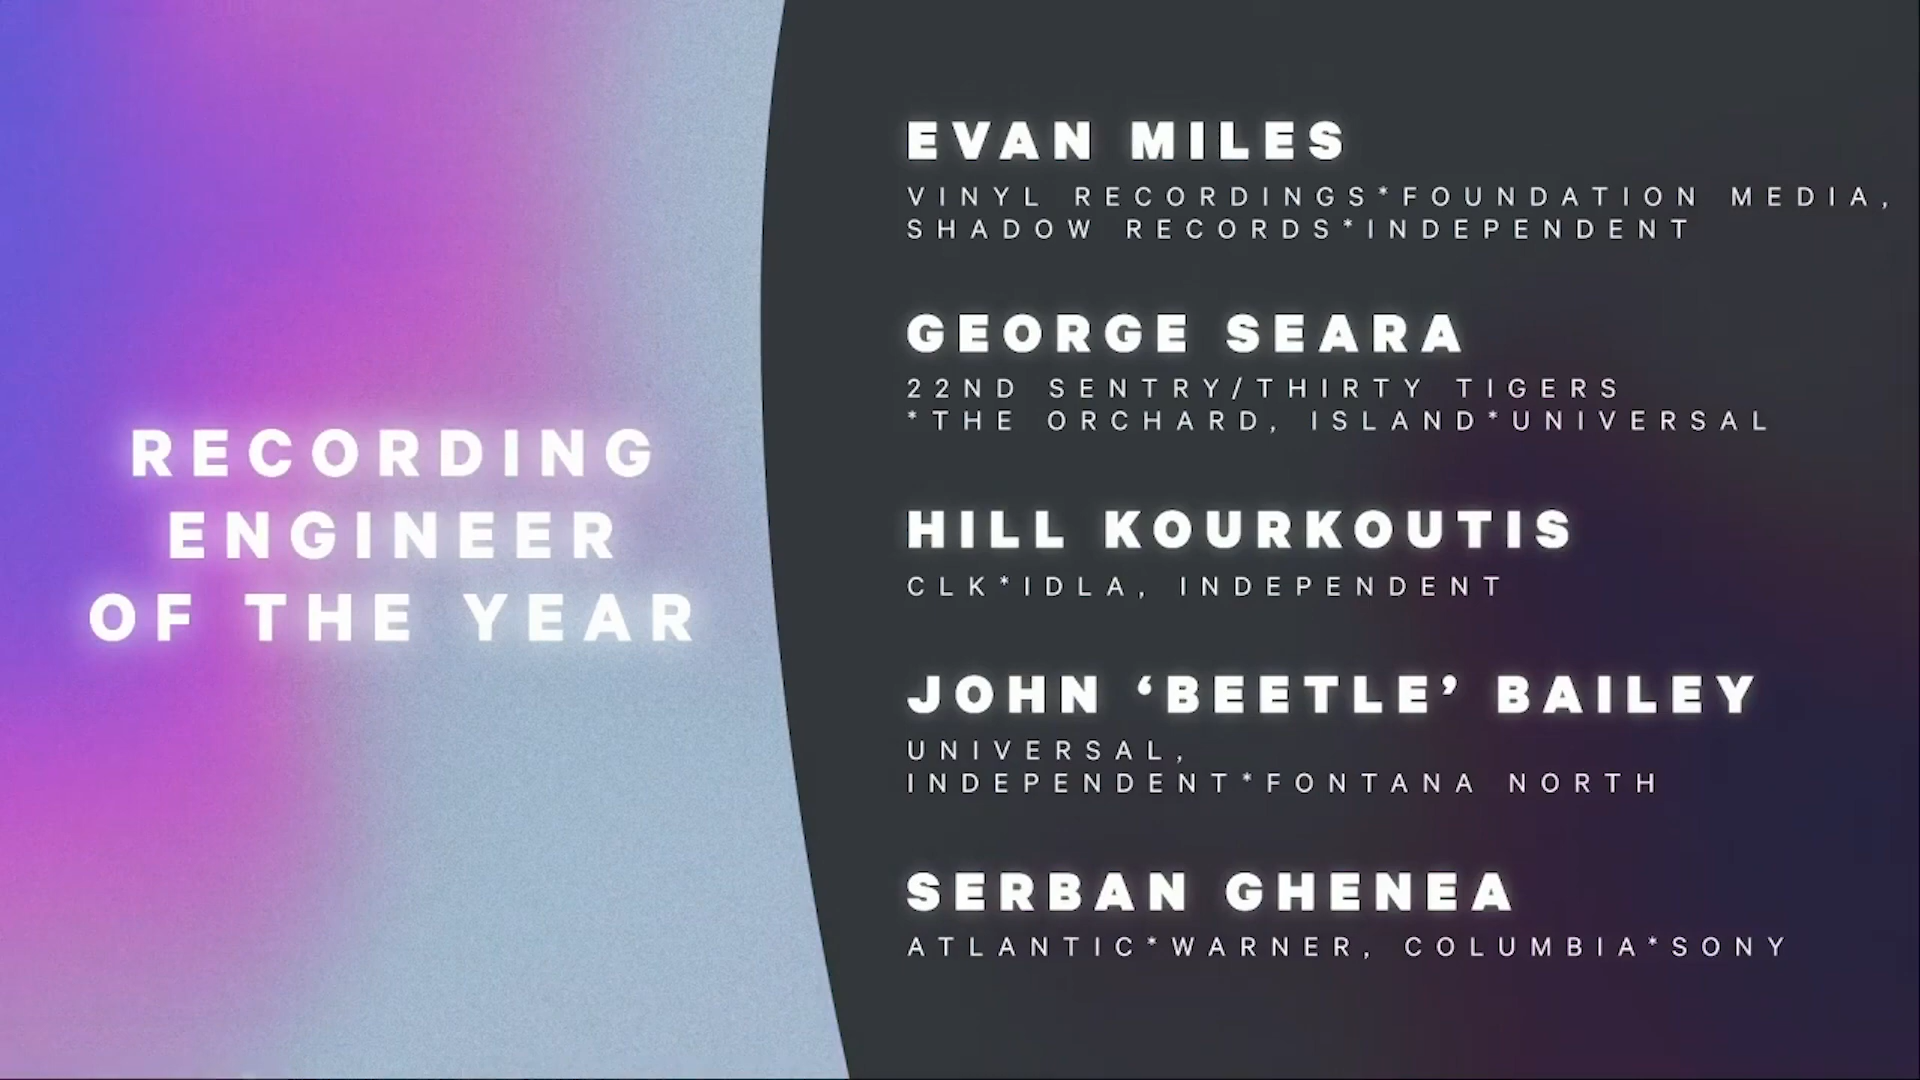 RECORDING
ENGINEER
OF THE YEAR
EVAN MILES
VINYL RECORDINGS*FOUNDATION MEDIA,
SHADOW RECORDS*INDEPENDENT
GEORGE SEARA
22ND SENTRY/THIRTY TIGERS
*THE ORCHARD, ISLAND*UNIVERSAL
HILL KOURKOUTIS
CLK*IDLA, INDEPENDENT
JOHN ‘BEETLE’ BAILEY
UNIVERSAL,
INDEPENDENT*FONTANA NORTH
SERBAN GHENEA
ATLANTIC*WARNER, COLUMBIA*SONY